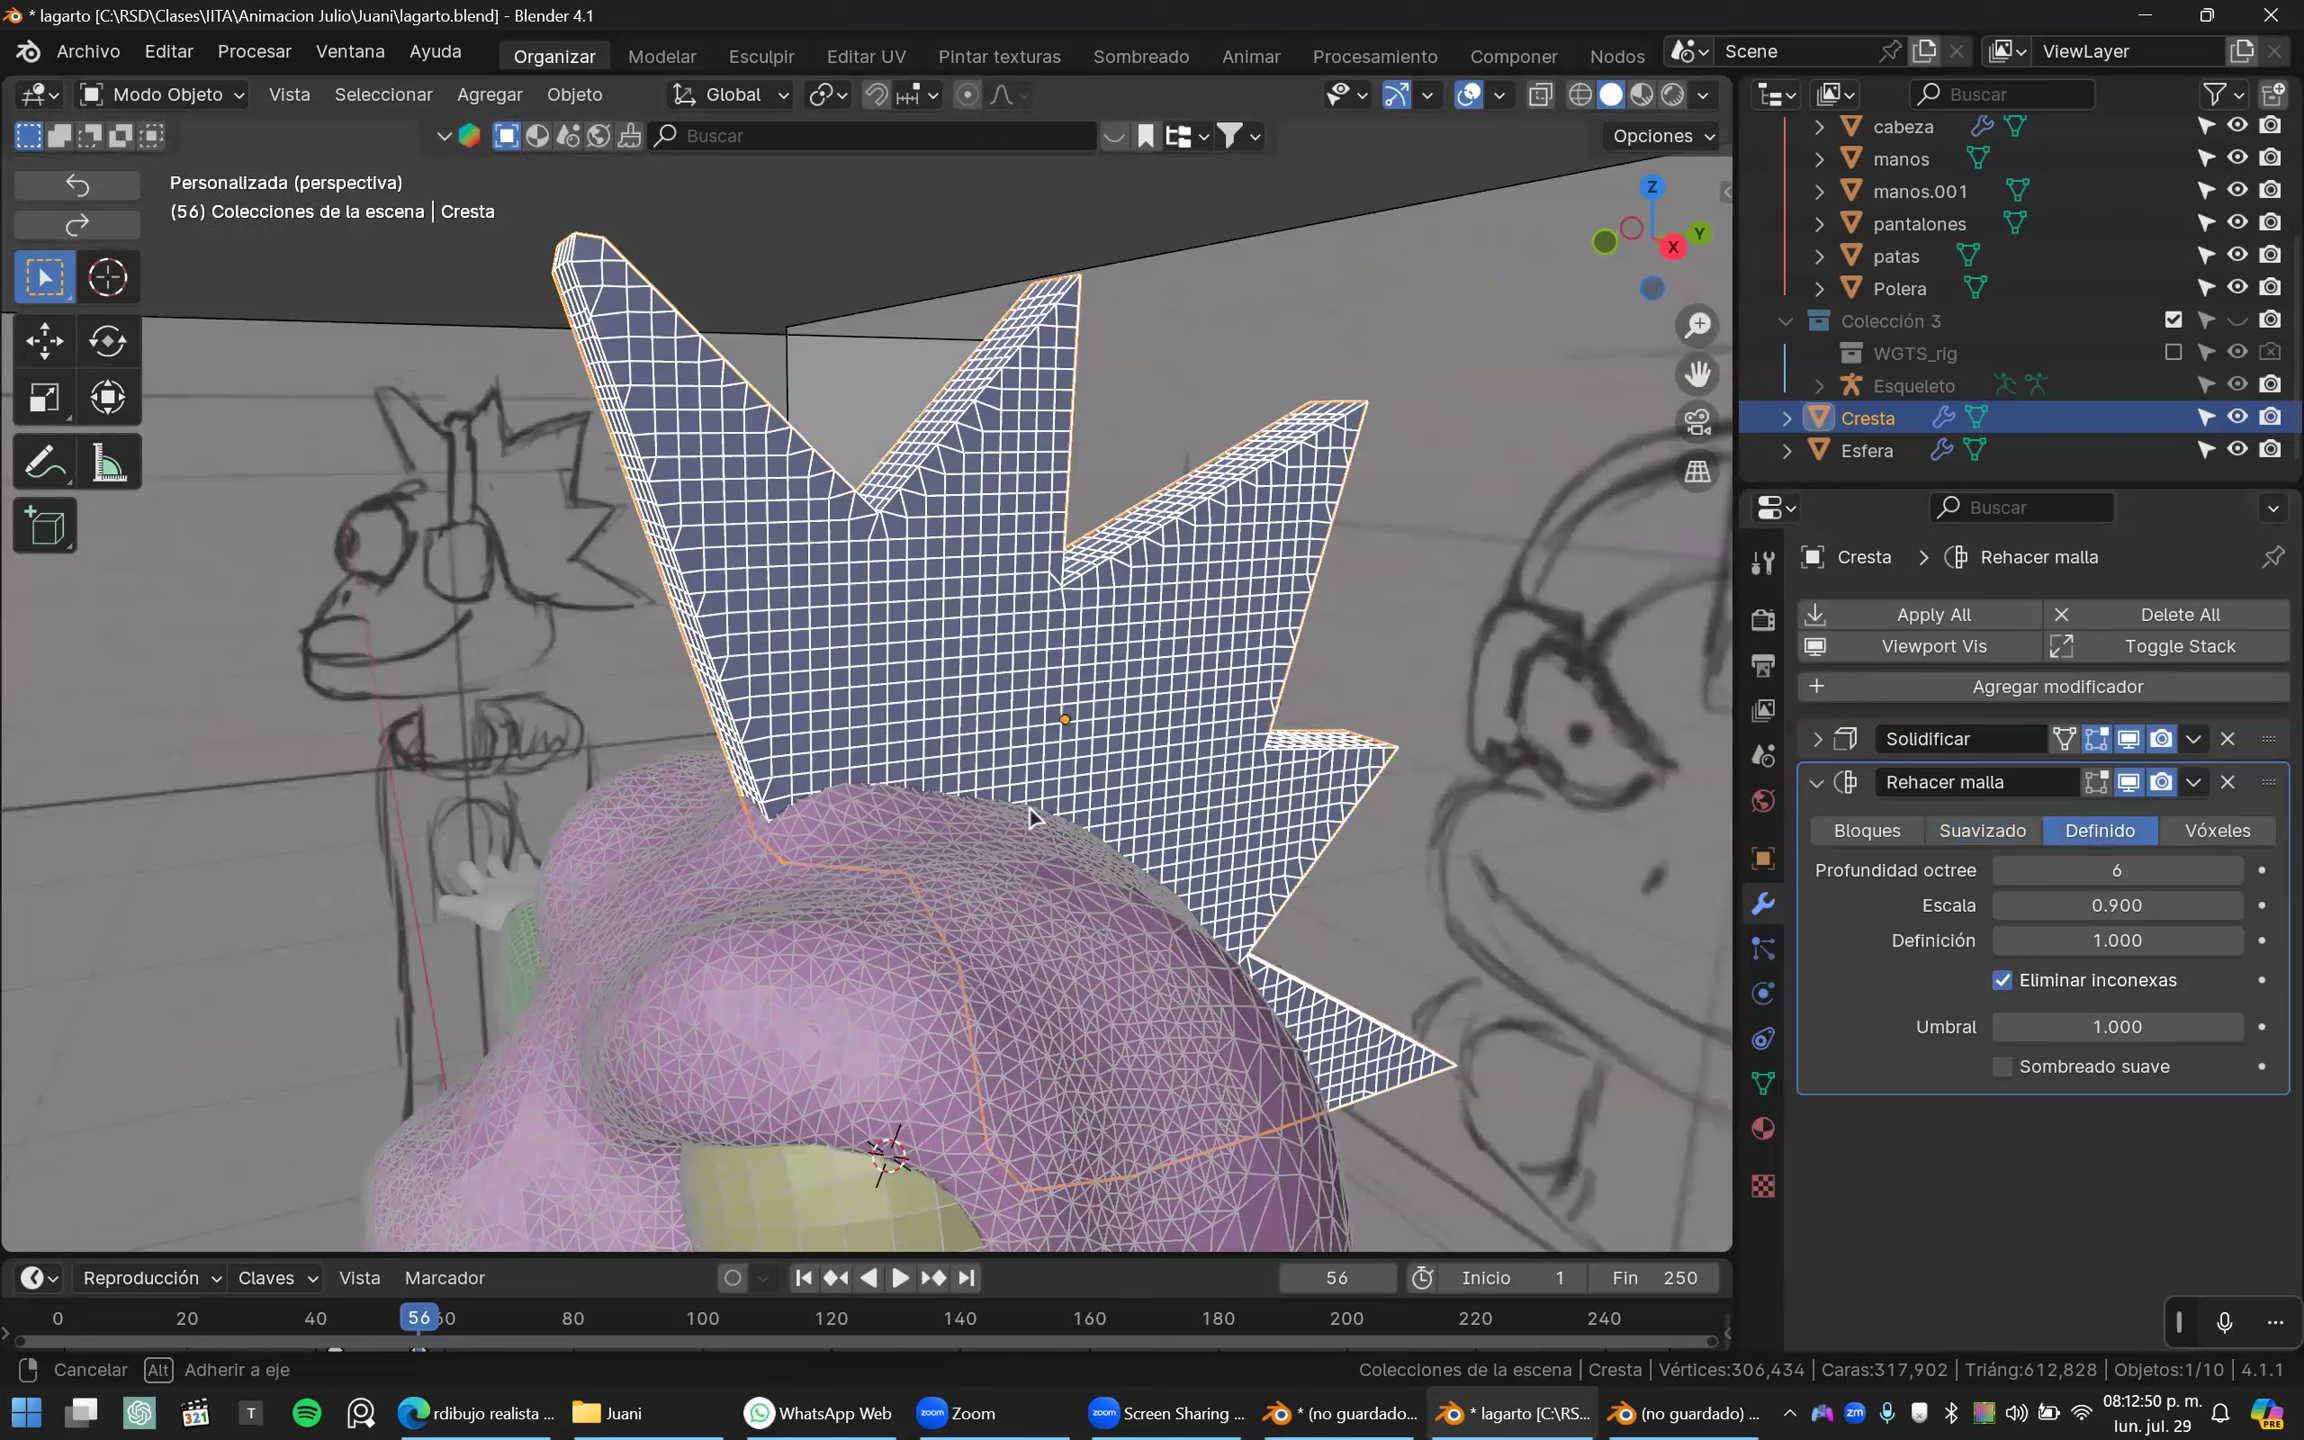 * lagarto [C:\RSD\Clases\IITA\Animacion Julio\Juani\lagarto.blend] - Blender 4.1
Archivo Editar Procesar Ventana Ayuda Organizar Modelar Esculpir Editar UV Pintar texturas Sombreado Animar Procesamiento Componer Nodos Scene ViewLayer
Modo Objeto Vista Seleccionar Agregar Objeto Global Buscar
Buscar Opciones
Personalizada (perspectiva)
(56) Colecciones de la escena | Cresta
Z
Y
X
cabeza
manos
manos.001
pantalones
patas
Polera
Colección 3
WGTS_rig
Esqueleto
Cresta
Esfera
Buscar
Cresta > Rehacer malla
Apply All Delete All
Viewport Vis Toggle Stack
Agregar modificador
Solidificar
Rehacer malla
Bloques Suavizado Definido Vóxeles
Profundidad octree 6
Escala 0.900
Definición 1.000
Eliminar inconexas
Umbral 1.000
Sombreado suave
Reproducción Claves Vista Marcador 56 Inicio 1 Fin 250
0 20 40 56 60 80 100 120 140 160 180 200 220 240
Cancelar Alt Adherir a eje Colecciones de la escena | Cresta | Vértices:306,434 | Caras:317,902 | Triáng:612,828 | Objetos:1/10 | 4.1.1
rdibujo realista ... Juani WhatsApp Web Zoom Screen Sharing ... * (no guardado... * lagarto [C:\RS... (no guardado) ... 08:12:50 p. m.
lun. jul. 29